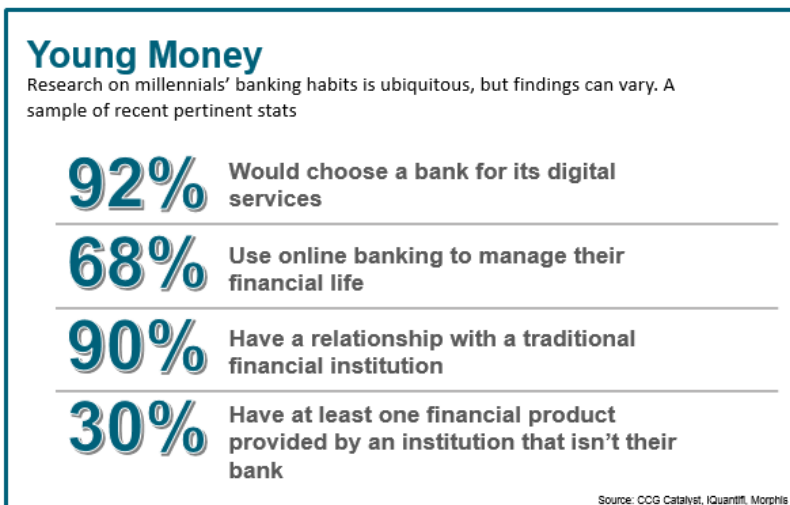 Young Money
Research on millennials’ banking habits is ubiquitous, but findings can vary. A
sample of recent pertinent stats
92%
Would choose a bank for its digital
services
68%
Use online banking to manage their
financial life
90%
Have a relationship with a traditional
financial institution
30%
Have at least one financial product
provided by an institution that isn’t their
bank
Source: CCG Catalyst, iQuantifi, Morphis